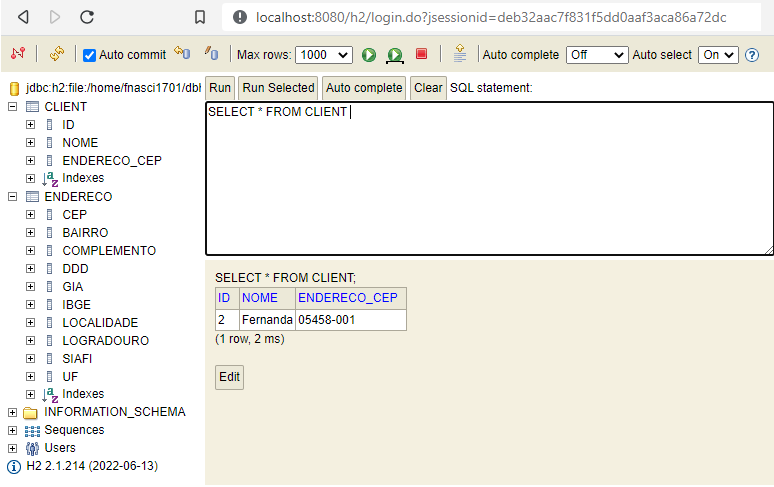 localhost:8080/h2/login.do?jsessionid=deb32aac7f831f5dd0aaf3aca86a72dc
Auto commit Max rows: 1000 Auto complete Off Auto select On ?
jdbc:h2:file:/home/fnasci1701/dbh
Run Run Selected Auto complete Clear SQL statement:
CLIENT
ID
NOME
ENDERECO_CEP
Indexes
ENDERECO
CEP
BAIRRO
COMPLEMENTO
DDD
GIA
IBGE
LOCALIDADE
LOGRADOURO
SIAFI
UF
Indexes
INFORMATION_SCHEMA
Sequences
Users
H2 2.1.214 (2022-06-13)
SELECT * FROM CLIENT
SELECT * FROM CLIENT;
ID NOME ENDERECO_CEP
2 Fernanda 05458-001
(1 row, 2 ms)
Edit